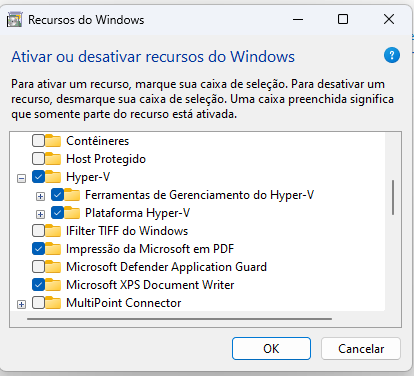 Recursos do Windows
Ativar ou desativar recursos do Windows
?
Para ativar um recurso, marque sua caixa de seleção. Para desativar um
recurso, desmarque sua caixa de seleção. Uma caixa preenchida significa
que somente parte do recurso está ativada.
Contêineres
Host Protegido
Hyper-V
Ferramentas de Gerenciamento do Hyper-V
Plataforma Hyper-V
IFilter TIFF do Windows
Impressão da Microsoft em PDF
Microsoft Defender Application Guard
Microsoft XPS Document Writer
MultiPoint Connector
OK
Cancelar